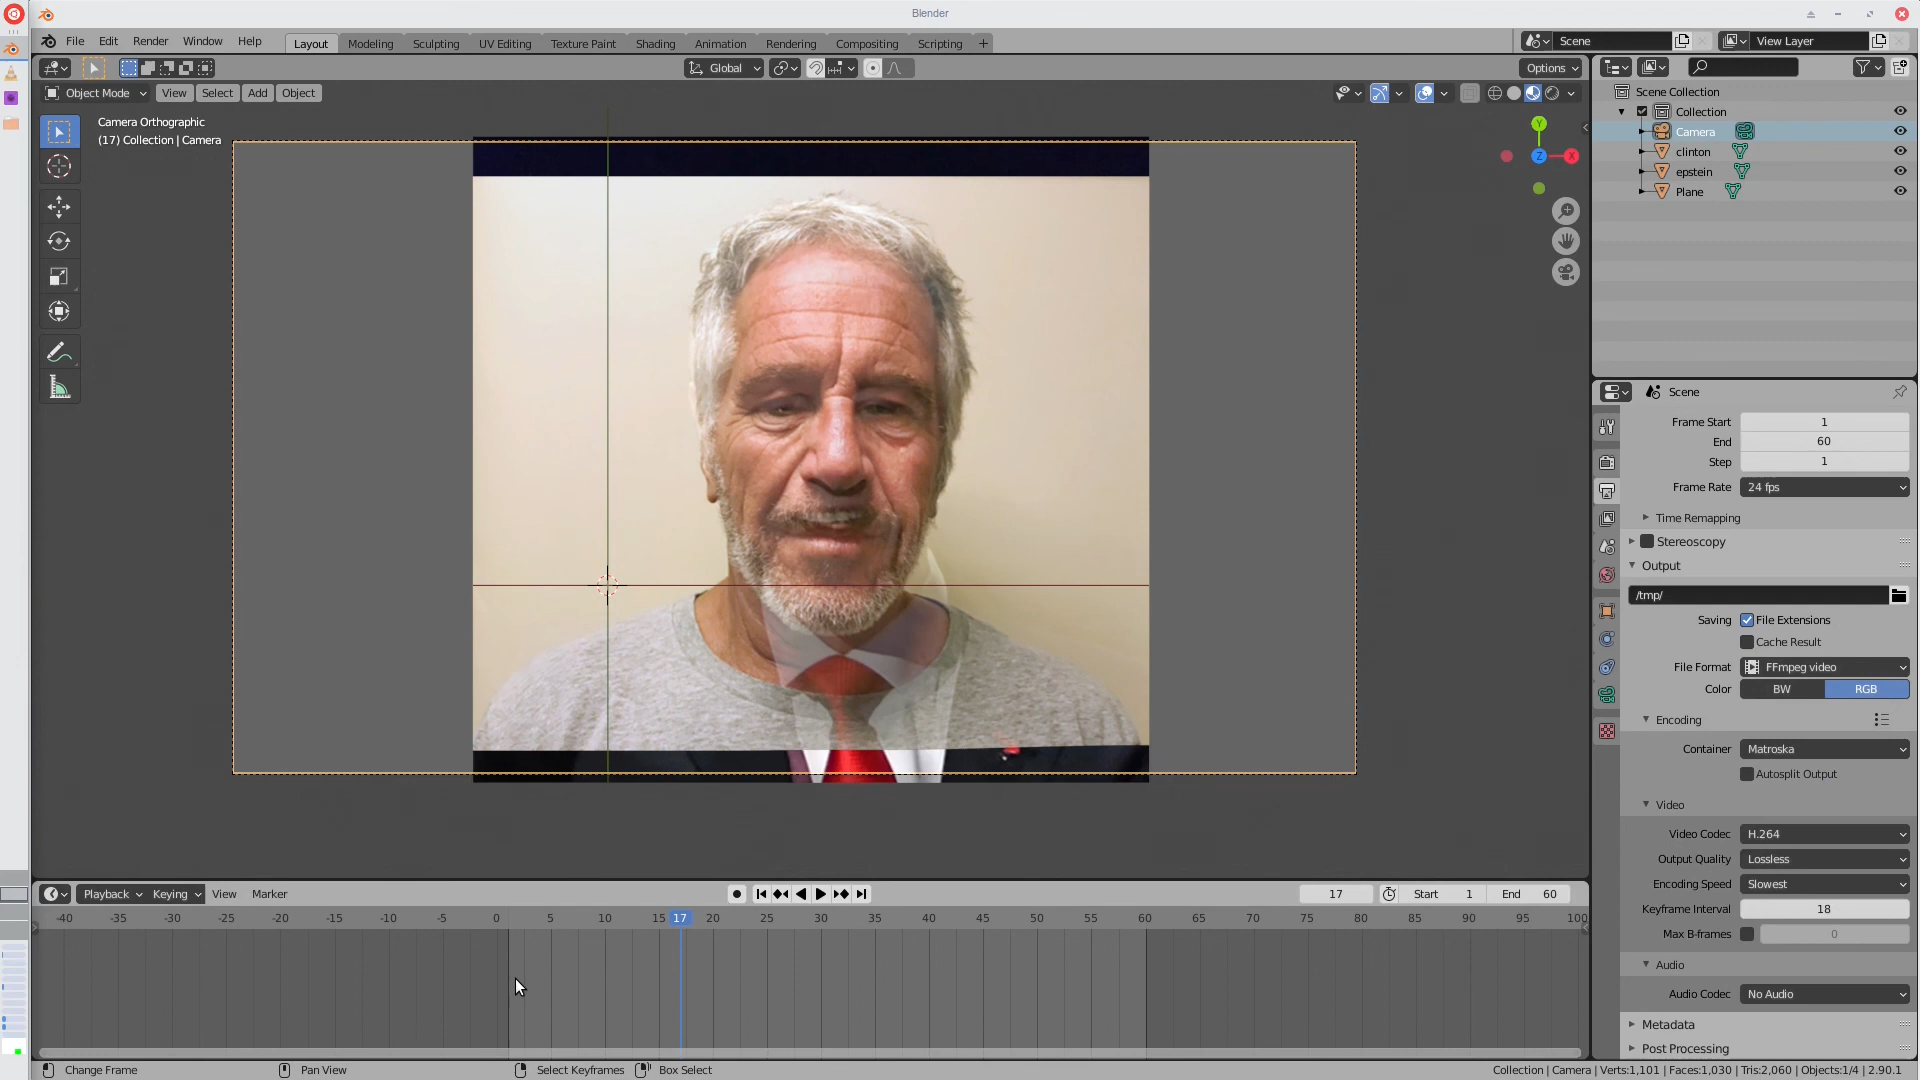 Blender
File Edit Render Window Help Layout Modeling Sculpting UV Editing Texture Paint Shading Animation Rendering Compositing Scripting + Scene View Layer
Global Options
Object Mode View Select Add Object
Camera Orthographic
(17) Collection | Camera
Y
Z X
Scene Collection
Collection
Camera
clinton
epstein
Plane
Scene
Frame Start 1
End 60
Step 1
Frame Rate 24 fps
Time Remapping
Stereoscopy
Output
/tmp/
Saving File Extensions
Cache Result
File Format FFmpeg video
Color BW RGB
Encoding
Container Matroska
Autosplit Output
Video
Video Codec H.264
Output Quality Lossless
Encoding Speed Slowest
Keyframe Interval 18
Max B-frames 0
Audio
Audio Codec No Audio
Metadata
Post Processing
Playback Keying View Marker 17 Start 1 End 60
-40 -35 -30 -25 -20 -15 -10 -5 0 5 10 15 17 20 25 30 35 40 45 50 55 60 65 70 75 80 85 90 95 100
Change Frame Pan View Select Keyframes Box Select Collection | Camera | Verts:1,101 | Faces:1,030 | Tris:2,060 | Objects:1/4 | 2.90.1